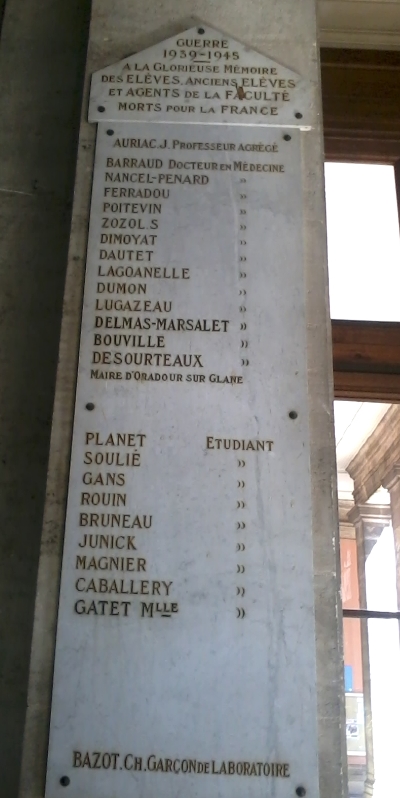 GUERRE
1939-1945
A LA GLORIEUSE MÉMOIRE
DES ELÈVES, ANCIENS ELÈVES
ET AGENTS DE LA FACULTÉ
MORTS POUR LA FRANCE
AURIAC.J. PROFESSEUR AGRÉGÉ
BARRAUD DOCTEUR EN MÉDECINE
NANCEL-PENARD »
FERRADOU »
POITEVIN »
ZOZOL.S »
DIMOYAT »
DAUTET »
LAGOANELLE »
DUMON »
LUGAZEAU »
DELMAS-MARSALET »
BOUVILLE »
DESOURTEAUX »
MAIRE D'ORADOUR SUR GLANE
PLANET ETUDIANT
SOULIÉ »
GANS »
ROUIN »
BRUNEAU »
JUNICK »
MAGNIER »
CABALLERY »
GATET MLLE »
BAZOT.CH.GARÇON DE LABORATOIRE